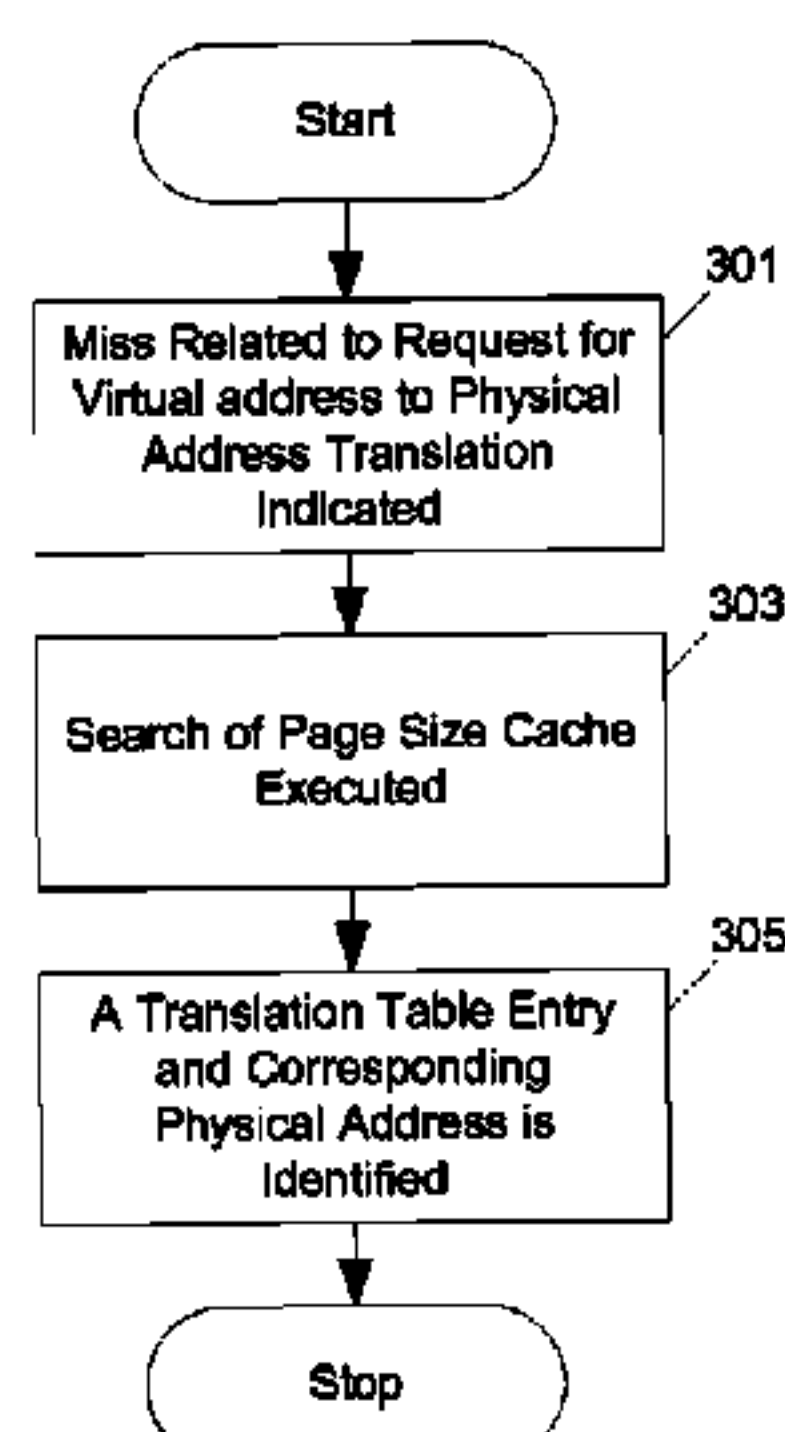 Start
301
Miss Related to Request for
Virtual address to Physical
Address Translation
Indicated
303
Search of Page Size Cache
Executed
305
A Translation Table Entry
and Corresponding
Physical Address is
Identified
Stop